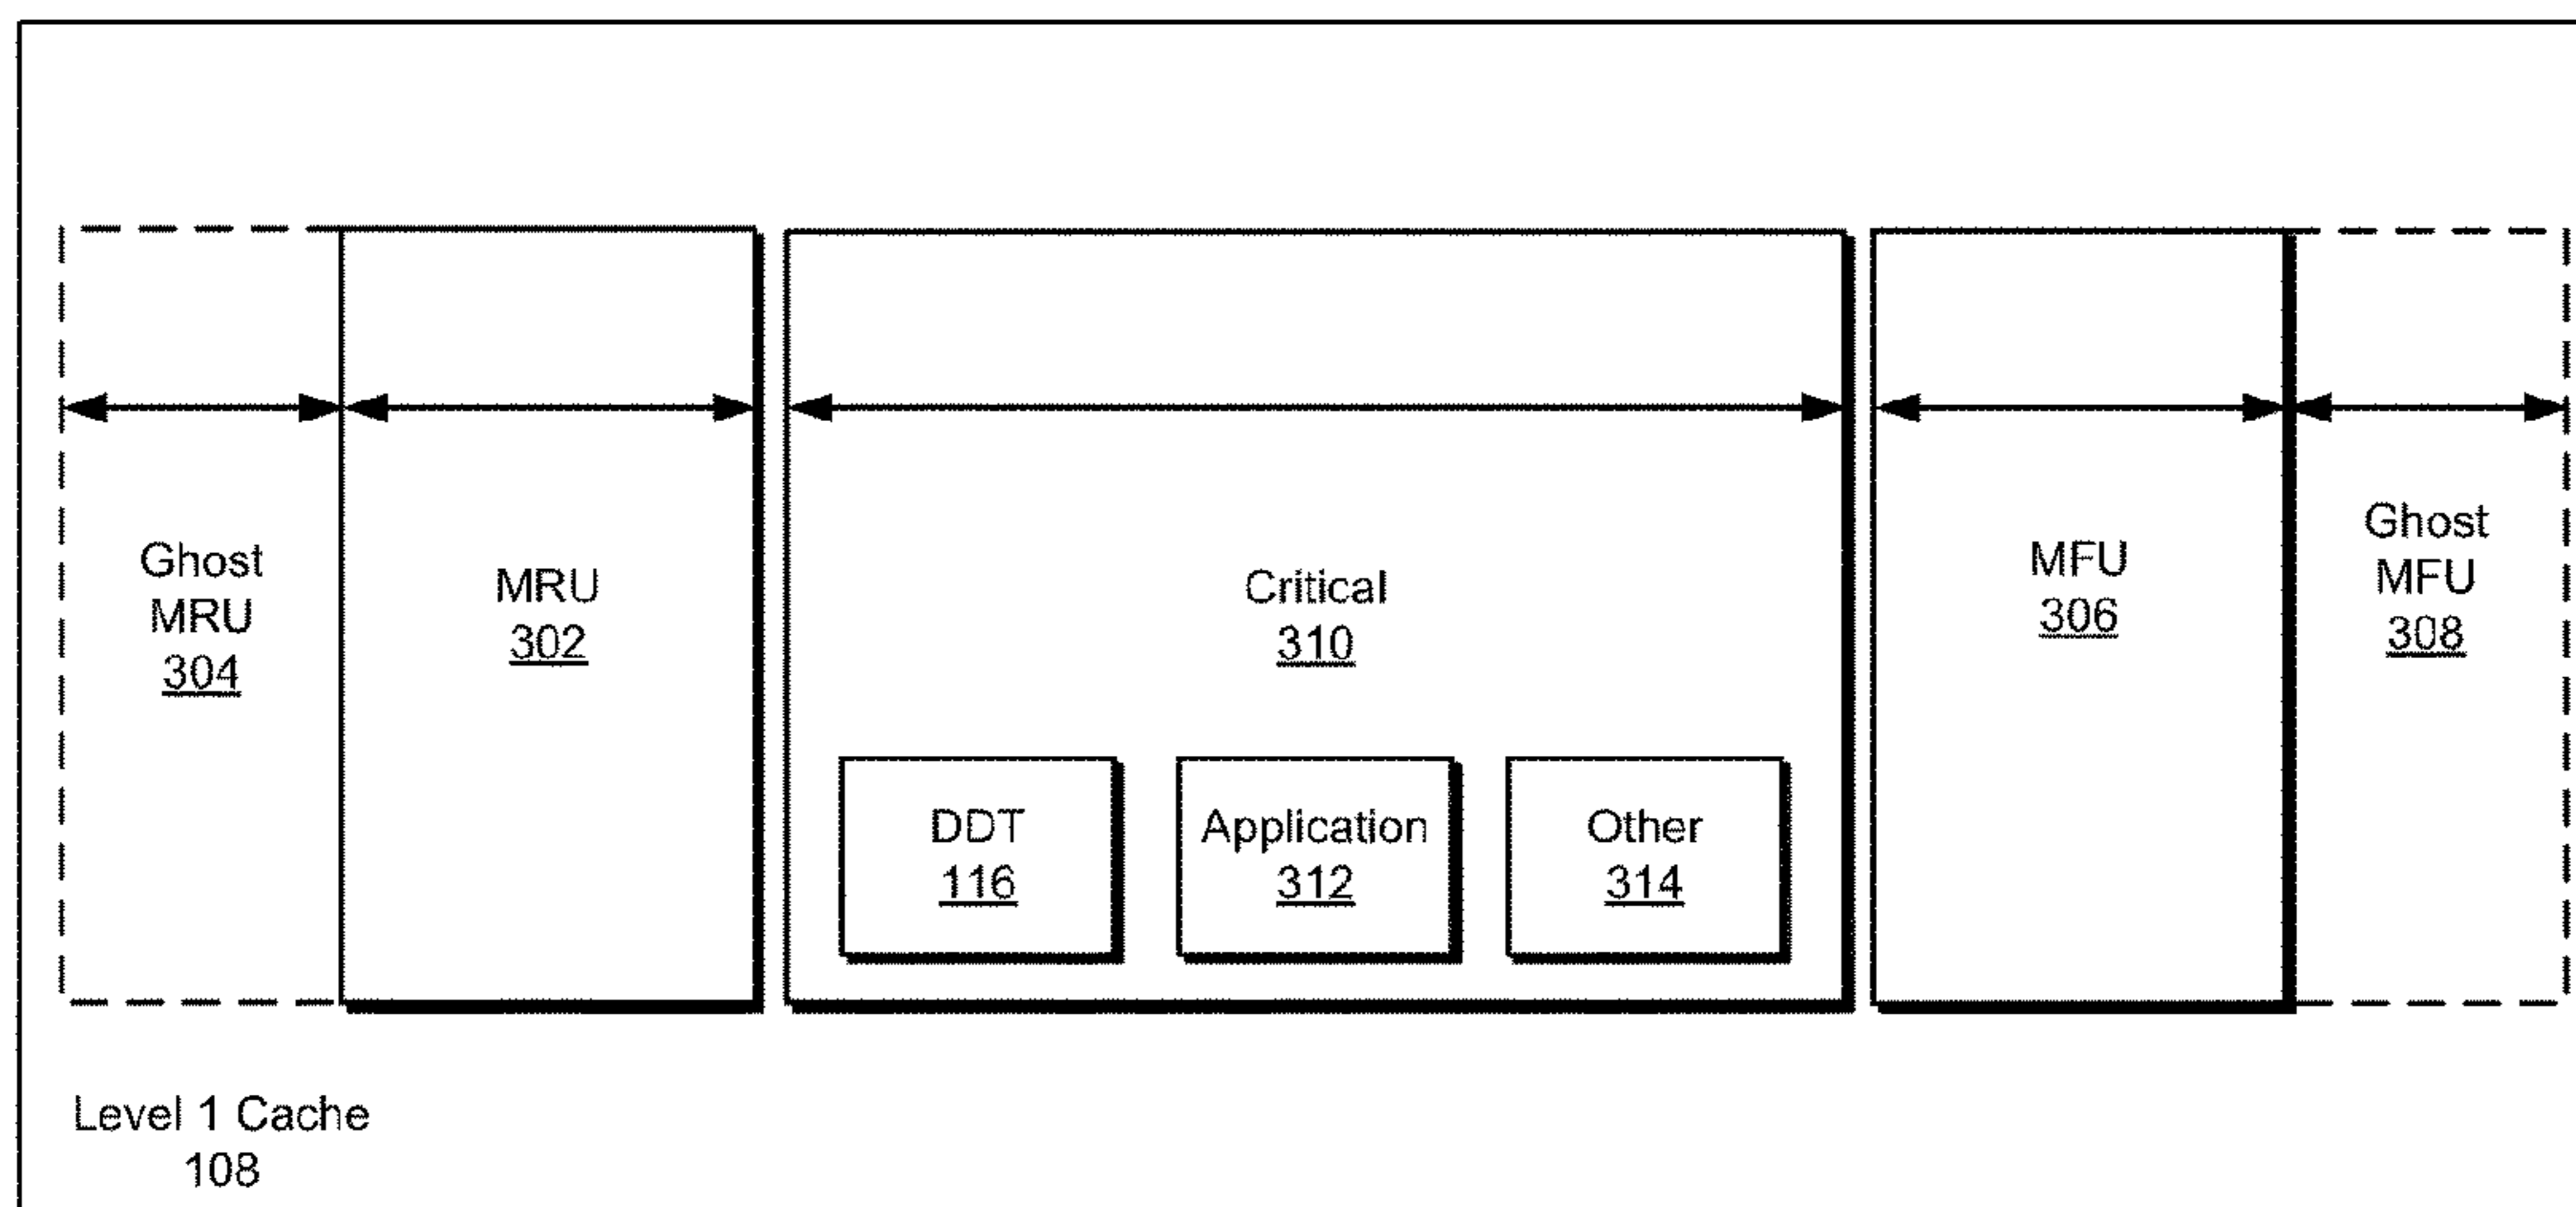 Ghost
MRU
304
MRU
302
Critical
310
DDT
116
Application
312
Other
314
MFU
306
Ghost
MFU
308
Level 1 Cache
108